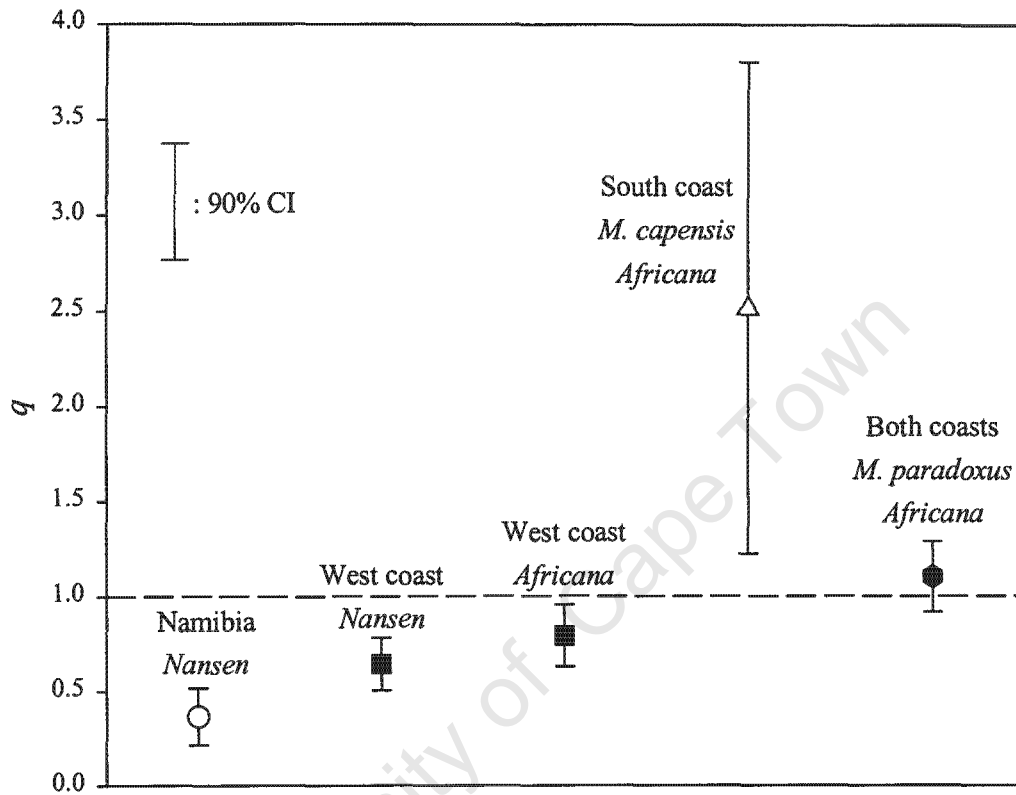 4.0
3.5
3.0
2.5
2.0
1.5
1.0
0.5
0.0
q
: 90% CI
Namibia
Nansen
West coast
Nansen
West coast
Africana
South coast
M. capensis
Africana
Both coasts
M. paradoxus
Africana
ity of Cape Town